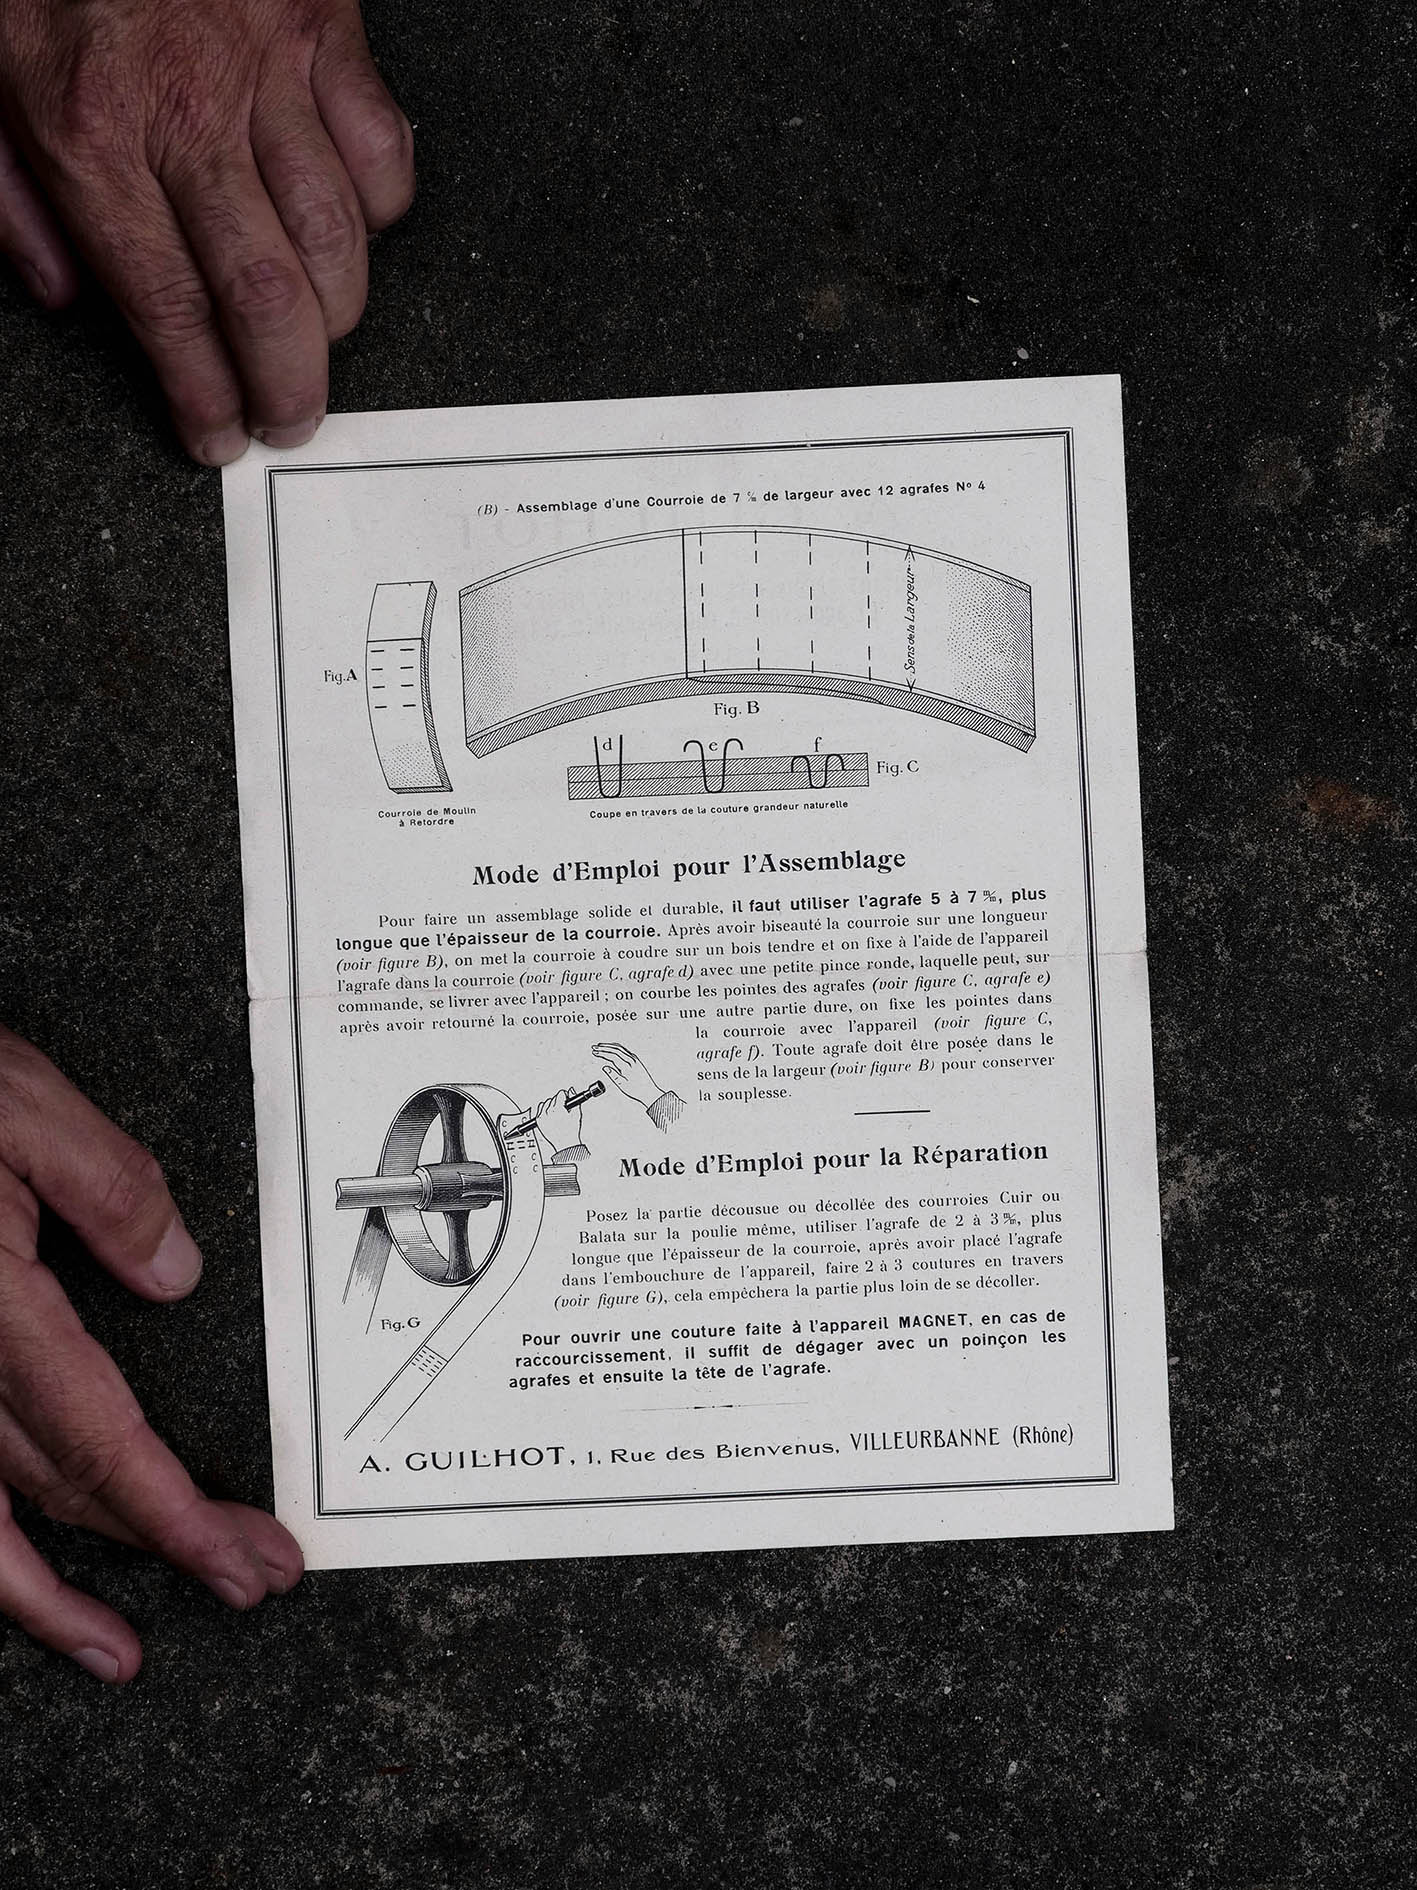 (B) - Assemblage d'une Courroie de 7 c/m de largeur avec 12 agrafes Nº 4
Fig. A
Sens de la Largeur
Fig. B
d
e
f
Fig. C
Courroie de Moulin
à Retordre
Coupe en travers de la couture grandeur naturelle
Mode d'Emploi pour l'Assemblage
Pour faire un assemblage solide et durable, il faut utiliser l'agrafe 5 à 7 m/m, plus
longue que l'épaisseur de la courroie. Après avoir biseauté la courroie sur une longueur
(voir figure B), on met la courroie à coudre sur un bois tendre et on fixe à l'aide de l'appareil
l'agrafe dans la courroie (voir figure C, agrafe d) avec une petite pince ronde, laquelle peut, sur
commande, se livrer avec l'appareil ; on courbe les pointes des agrafes (voir figure C, agrafe e)
après avoir retourné la courroie, posée sur une autre partie dure, on fixe les pointes dans
la courroie avec l'appareil (voir figure C,
agrafe f). Toute agrafe doit être posée dans le
sens de la largeur (voir figure B) pour conserver
la souplesse.
Mode d'Emploi pour la Réparation
Posez la partie décousue ou décollée des courroies Cuir ou
Balata sur la poulie même, utiliser l'agrafe de 2 à 3 m/m, plus
longue que l'épaisseur de la courroie, après avoir placé l'agrafe
dans l'embouchure de l'appareil, faire 2 à 3 coutures en travers
(voir figure G), cela empêchera la partie plus loin de se décoller.
Fig. G
Pour ouvrir une couture faite à l'appareil MAGNET, en cas de
raccourcissement, il suffit de dégager avec un poinçon les
agrafes et ensuite la tête de l'agrafe.
A. GUILHOT, 1, Rue des Bienvenus, VILLEURBANNE (Rhône)